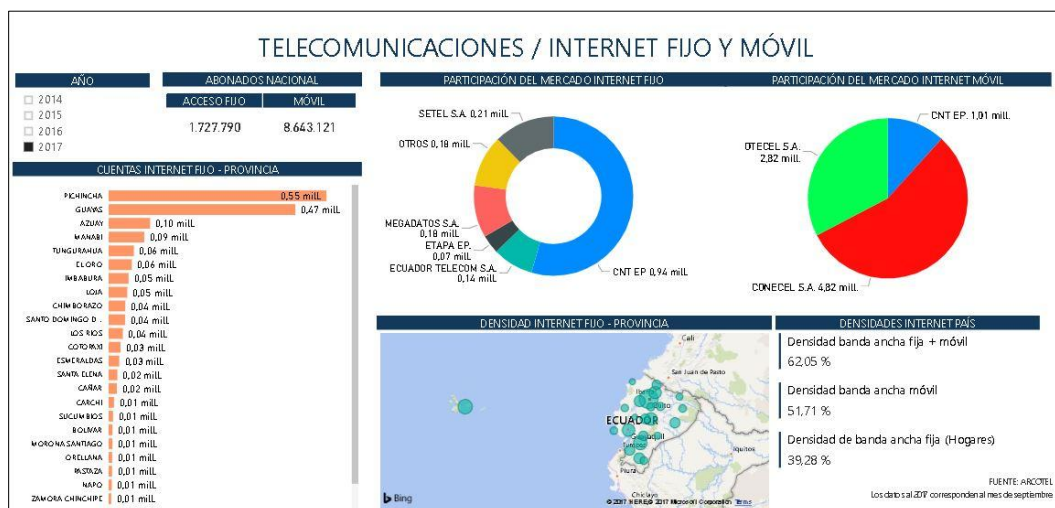 TELECOMUNICACIONES / INTERNET FIJO Y MÓVIL
AÑO
2014
2015
2016
2017
ABONADOS NACIONAL
ACCESO FIJO MÓVIL
1.727.790 8.643.121
CUENTAS INTERNET FIJO - PROVINCIA
PICHINCHA 0,55 mill.
GUAYAS 0,47 mill.
AZUAY 0,10 mill.
MANABI 0,09 mill.
TUNGURAHUA 0,06 mill.
EL ORO 0,06 mill.
IMBABURA 0,05 mill.
LOJA 0,05 mill.
CHIMBORAZO 0,04 mill.
SANTO DOMINGO D... 0,04 mill.
LOS RIOS 0,04 mill.
COTOPAXI 0,03 mill.
ESMERALDAS 0,03 mill.
SANTA ELENA 0,02 mill.
CAÑAR 0,02 mill.
CARCHI 0,01 mill.
SUCUMBIOS 0,01 mill.
BOLIVAR 0,01 mill.
MORONA SANTIAGO 0,01 mill.
ORELLANA 0,01 mill.
PASTAZA 0,01 mill.
NAPO 0,01 mill.
ZAMORA CHINCHIPE 0,01 mill.
PARTICIPACIÓN DEL MERCADO INTERNET FIJO
SETEL S.A. 0,21 mill.
OTROS 0,18 mill.
MEGADATOS S.A.
0,18 mill.
ETAPA EP.
0,07 mill.
ECUADOR TELECOM S.A.
0,14 mill.
CNT EP 0,94 mill.
PARTICIPACIÓN DEL MERCADO INTERNET MÓVIL
CNT EP. 1,01 mill.
OTECEL S.A.
2,82 mill.
CONECEL S.A. 4,82 mill.
DENSIDAD INTERNET FIJO - PROVINCIA
Cali
San Juan de Pasto
Quito
ECUADOR
Guayaquil
Iquitos
Piura
Chiclayo
Bing
© 2017 HERE, © 2017 Microsoft Corporation Terms
DENSIDADES INTERNET PAÍS
Densidad banda ancha fija + móvil
62,05 %
Densidad banda ancha móvil
51,71 %
Densidad de banda ancha fija (Hogares)
39,28 %
FUENTE: ARCOTEL
Los datos al 2017 corresponden al mes de septiembre